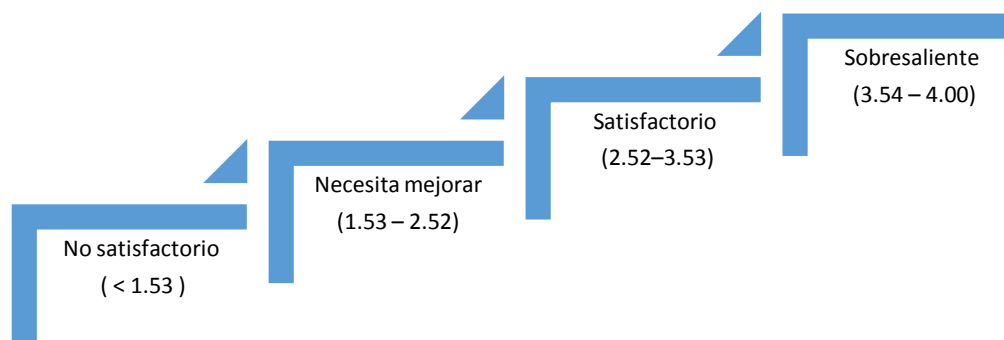 No satisfactorio
( < 1.53 )
Necesita mejorar
(1.53 – 2.52)
Satisfactorio
(2.52–3.53)
Sobresaliente
(3.54 – 4.00)